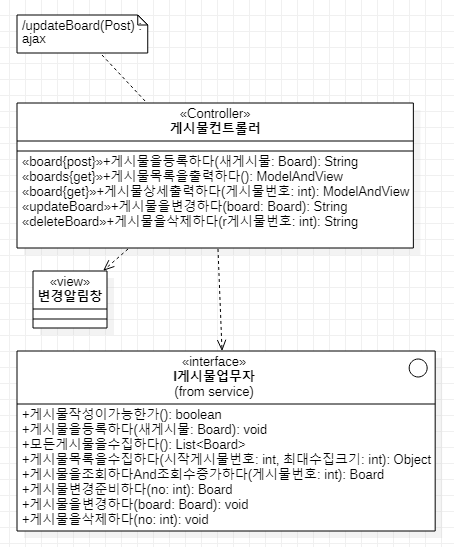 /updateBoard(Post) :
ajax
«Controller»
게시물컨트롤러
«board{post}»+게시물을등록하다(새게시물: Board): String
«boards{get}»+게시물목록을출력하다(): ModelAndView
«board{get}»+게시물상세출력하다(게시물번호: int): ModelAndView
«updateBoard»+게시물을변경하다(board: Board): String
«deleteBoard»+게시물을삭제하다(r게시물번호: int): String
«view»
변경알림창
«interface»
I게시물업무자
(from service)
+게시물작성이가능한가(): boolean
+게시물을등록하다(새게시물: Board): void
+모든게시물을수집하다(): List<Board>
+게시물목록을수집하다(시작게시물번호: int, 최대수집크기: int): Object
+게시물을조회하다And조회수증가하다(게시물번호: int): Board
+게시물변경준비하다(no: int): Board
+게시물을변경하다(board: Board): void
+게시물을삭제하다(no: int): void